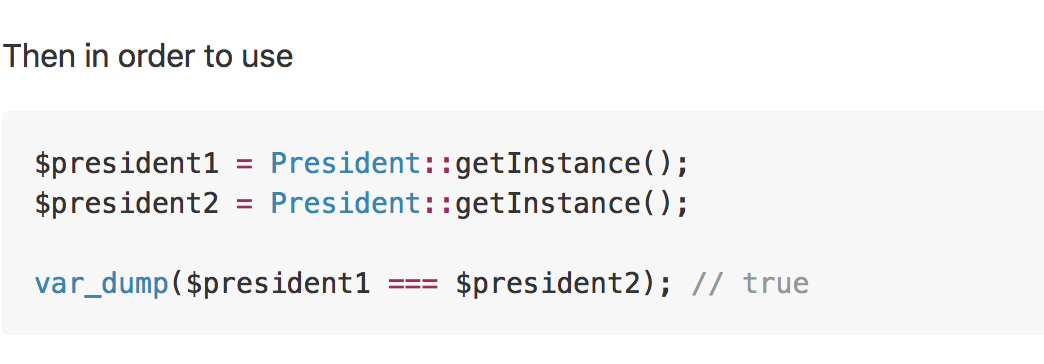 Then in order to use
$president1 = President::getInstance();
$president2 = President::getInstance();
var_dump($president1 === $president2); // true